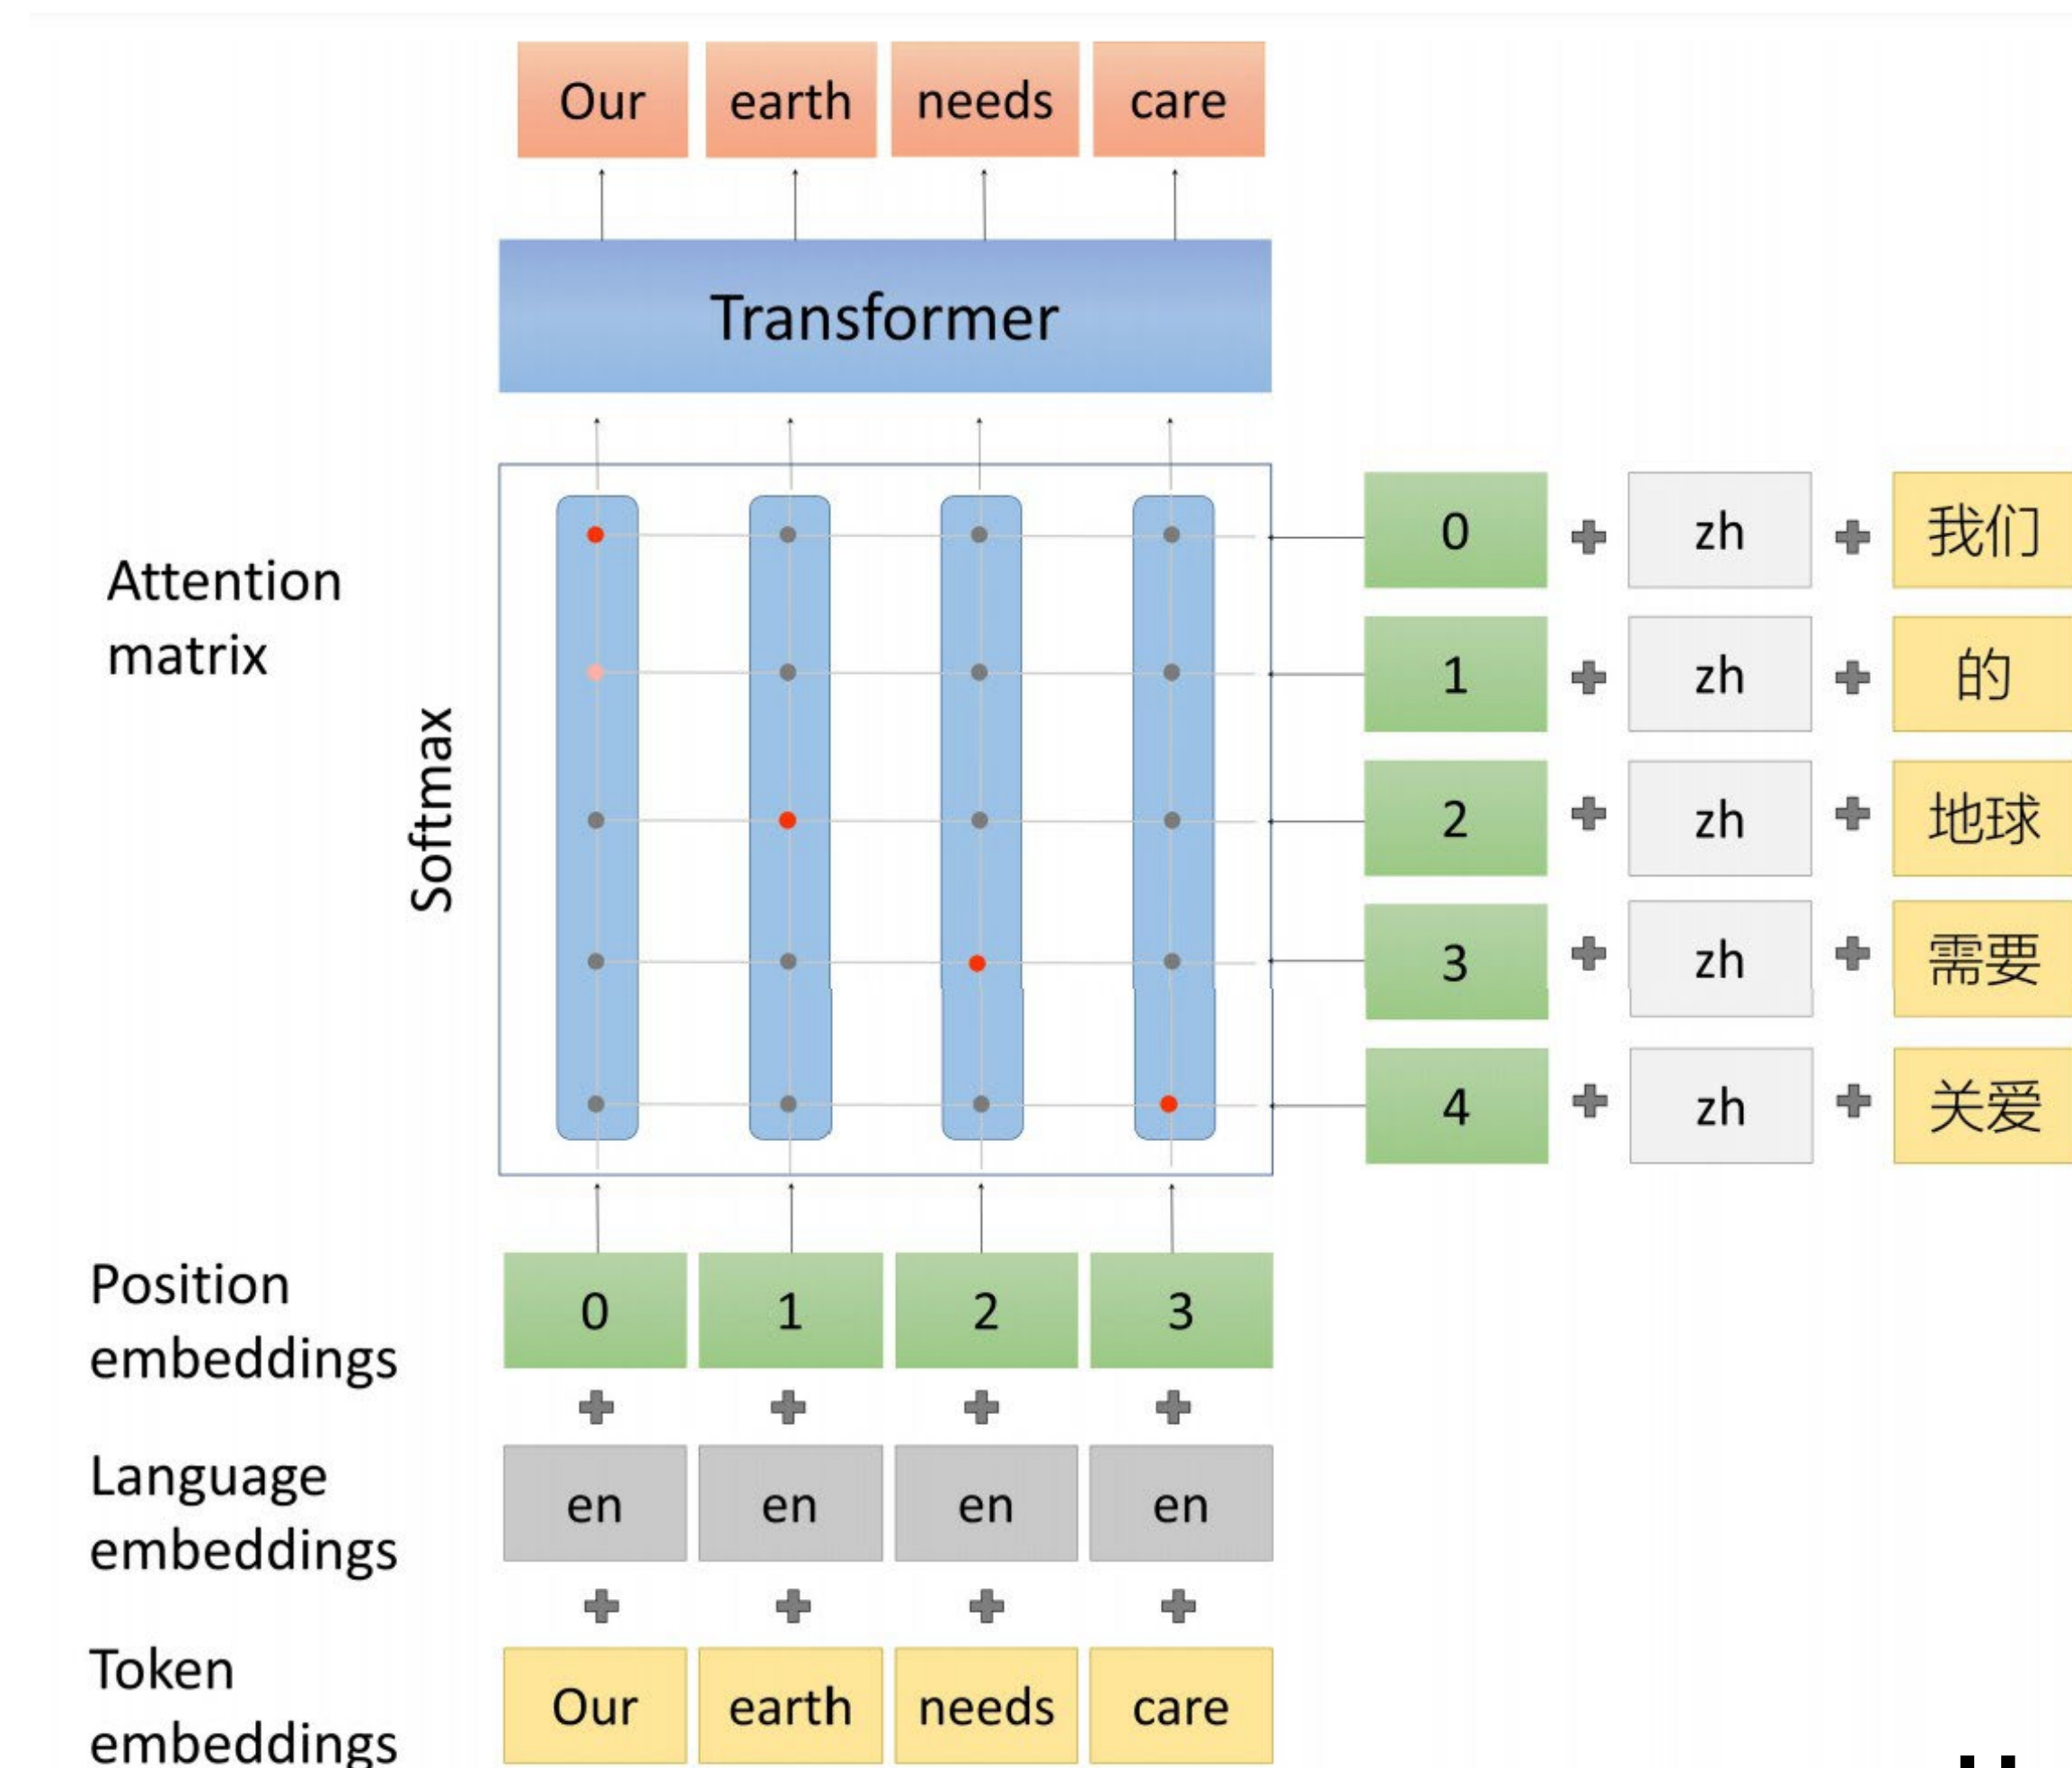 Our earth needs care
Transformer
Attention
matrix
Softmax
0 zh 我们
1 zh 的
2 zh 地球
3 zh 需要
4 zh 关爱
Position
embeddings
0 1 2 3
Language
embeddings
en en en en
Token
embeddings
Our earth needs care